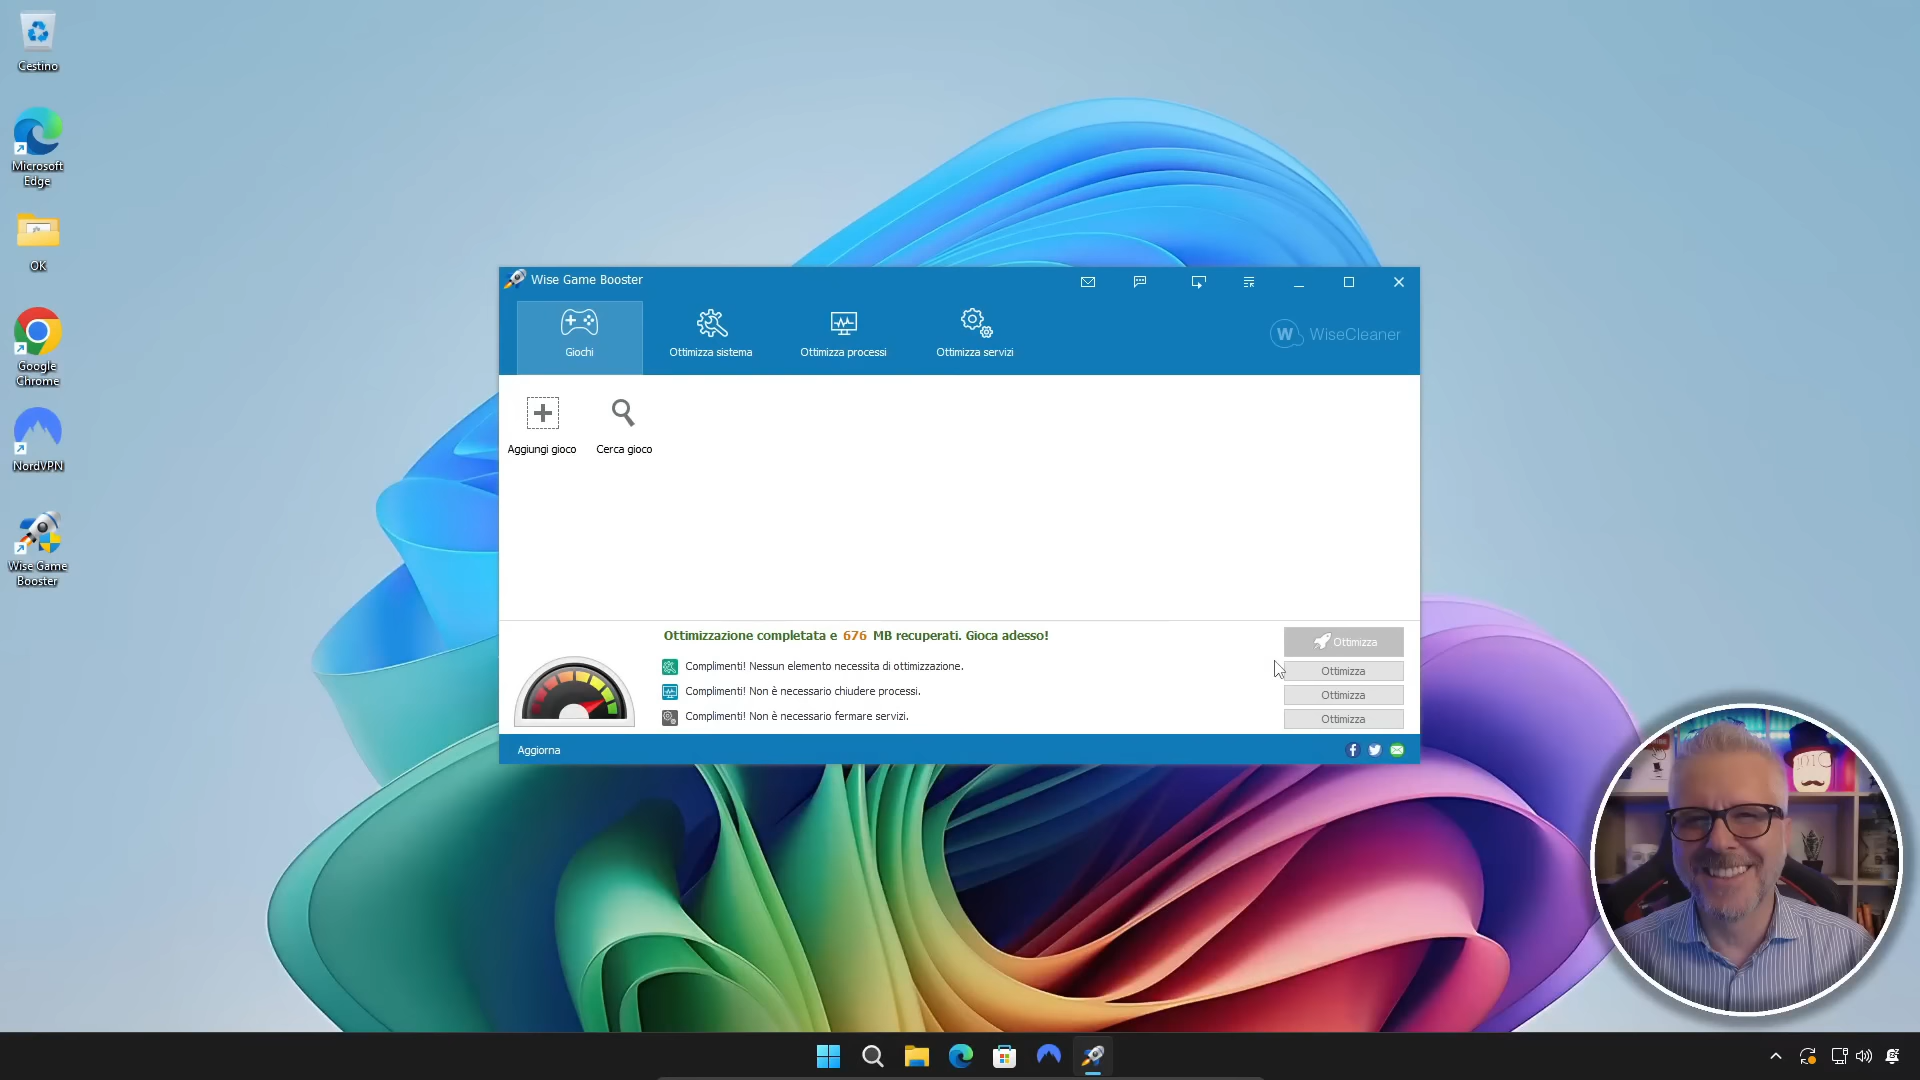 Cestino
Microsoft
Edge
OK
Google
Chrome
NordVPN
Wise Game
Booster
Wise Game Booster
Giochi
Ottimizza sistema
Ottimizza processi
Ottimizza servizi
W WiseCleaner
Aggiungi gioco
Cerca gioco
Ottimizzazione completata e 676 MB recuperati. Gioca adesso!
Ottimizza
Complimenti! Nessun elemento necessita di ottimizzazione.
Ottimizza
Complimenti! Non è necessario chiudere processi.
Ottimizza
Complimenti! Non è necessario fermare servizi.
Ottimizza
Aggiorna